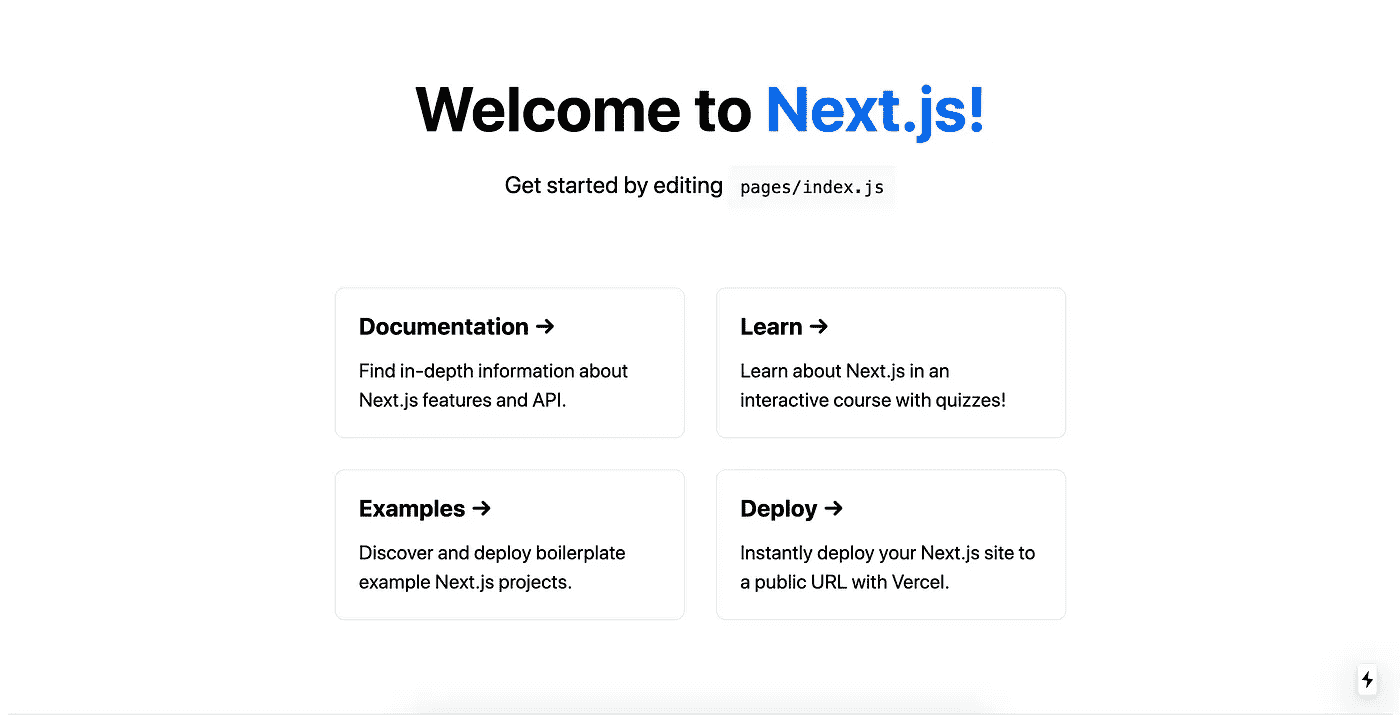 Welcome to Next.js!
Get started by editing pages/index.js
Documentation →
Find in-depth information about
Next.js features and API.
Learn →
Learn about Next.js in an
interactive course with quizzes!
Examples →
Discover and deploy boilerplate
example Next.js projects.
Deploy →
Instantly deploy your Next.js site to
a public URL with Vercel.